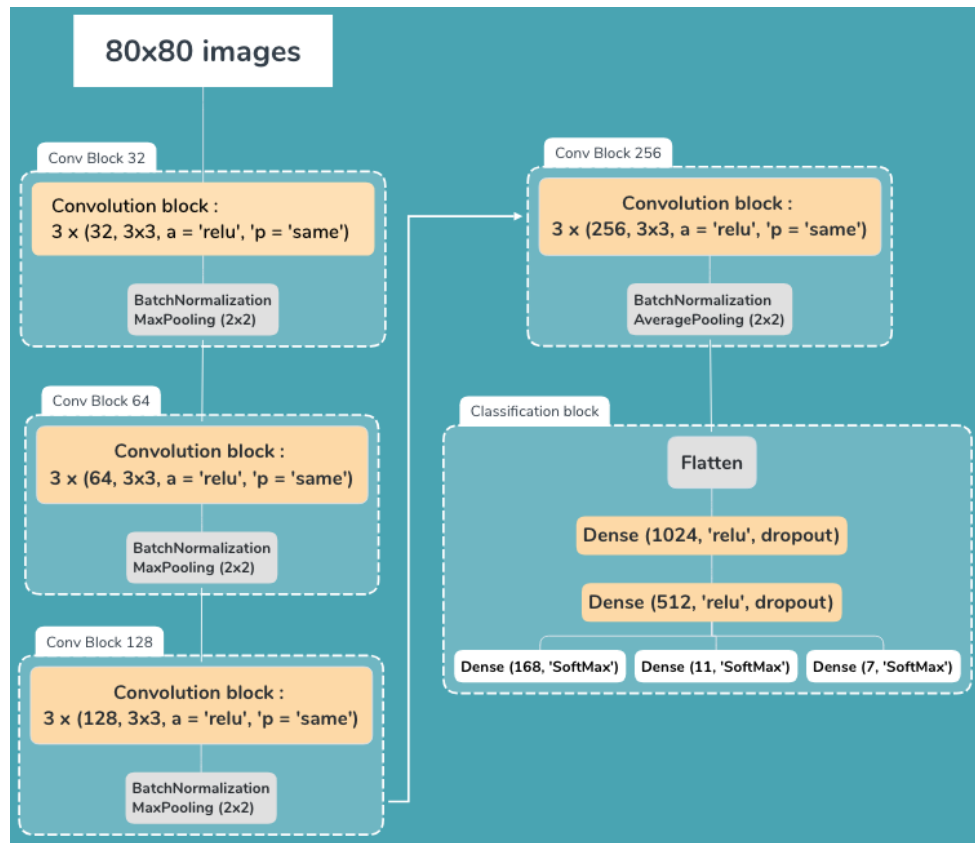 80x80 images
Conv Block 32
Convolution block :
3 x (32, 3x3, a = 'relu', 'p = 'same')
BatchNormalization
MaxPooling (2x2)
Conv Block 64
Convolution block :
3 x (64, 3x3, a = 'relu', 'p = 'same')
BatchNormalization
MaxPooling (2x2)
Conv Block 128
Convolution block :
3 x (128, 3x3, a = 'relu', 'p = 'same')
BatchNormalization
MaxPooling (2x2)
Conv Block 256
Convolution block :
3 x (256, 3x3, a = 'relu', 'p = 'same')
BatchNormalization
AveragePooling (2x2)
Classification block
Flatten
Dense (1024, 'relu', dropout)
Dense (512, 'relu', dropout)
Dense (168, 'SoftMax')
Dense (11, 'SoftMax')
Dense (7, 'SoftMax')